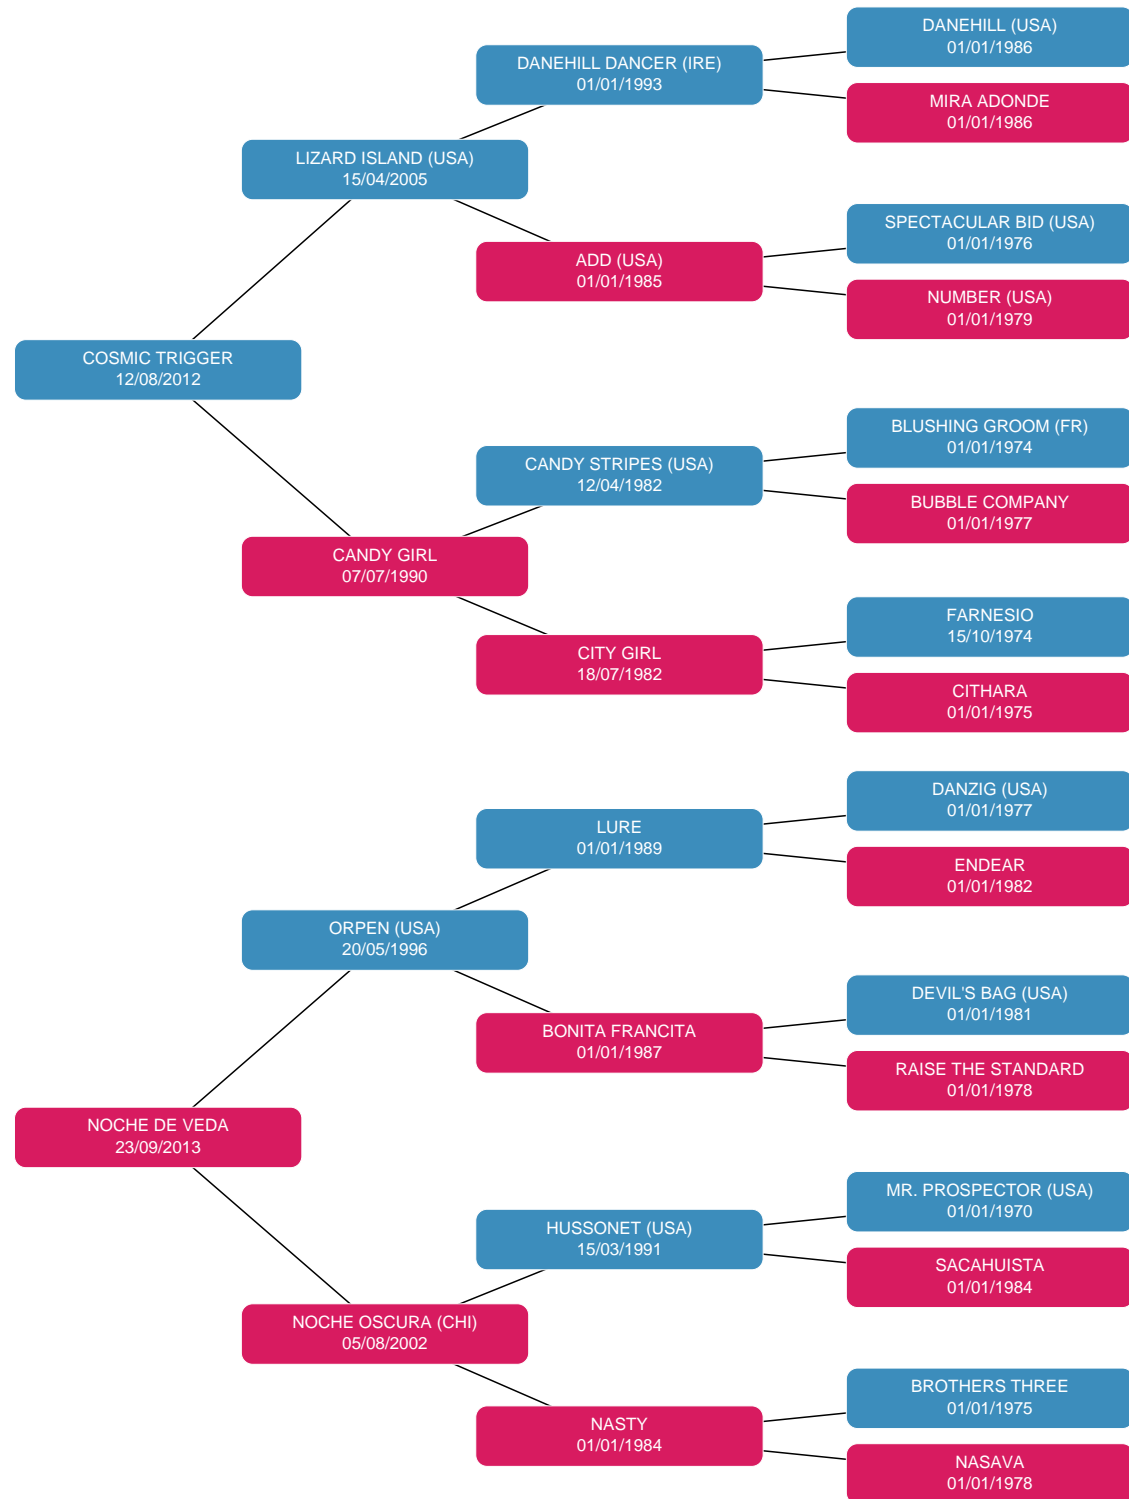 DANEHILL (USA)
01/01/1986
DANEHILL DANCER (IRE)
01/01/1993
MIRA ADONDE
01/01/1986
LIZARD ISLAND (USA)
15/04/2005
SPECTACULAR BID (USA)
01/01/1976
ADD (USA)
01/01/1985
NUMBER (USA)
01/01/1979
COSMIC TRIGGER
12/08/2012
BLUSHING GROOM (FR)
01/01/1974
CANDY STRIPES (USA)
12/04/1982
BUBBLE COMPANY
01/01/1977
CANDY GIRL
07/07/1990
FARNESIO
15/10/1974
CITY GIRL
18/07/1982
CITHARA
01/01/1975
DANZIG (USA)
01/01/1977
LURE
01/01/1989
ENDEAR
01/01/1982
ORPEN (USA)
20/05/1996
DEVIL'S BAG (USA)
01/01/1981
BONITA FRANCITA
01/01/1987
RAISE THE STANDARD
01/01/1978
NOCHE DE VEDA
23/09/2013
MR. PROSPECTOR (USA)
01/01/1970
HUSSONET (USA)
15/03/1991
SACAHUISTA
01/01/1984
NOCHE OSCURA (CHI)
05/08/2002
BROTHERS THREE
01/01/1975
NASTY
01/01/1984
NASAVA
01/01/1978